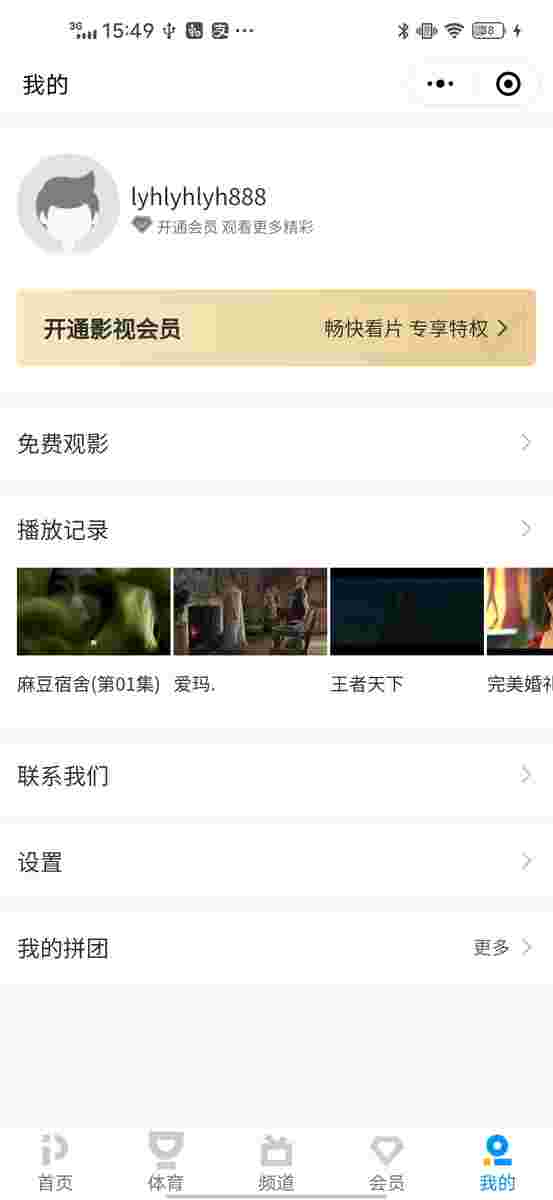 3G 15:49
我的
lyhlyhlyh888
开通会员 观看更多精彩
开通影视会员 畅快看片 专享特权
免费观影
播放记录
麻豆宿舍(第01集) 爱玛. 王者天下 完美婚礼
联系我们
设置
我的拼团 更多
首页 体育 频道 会员 我的